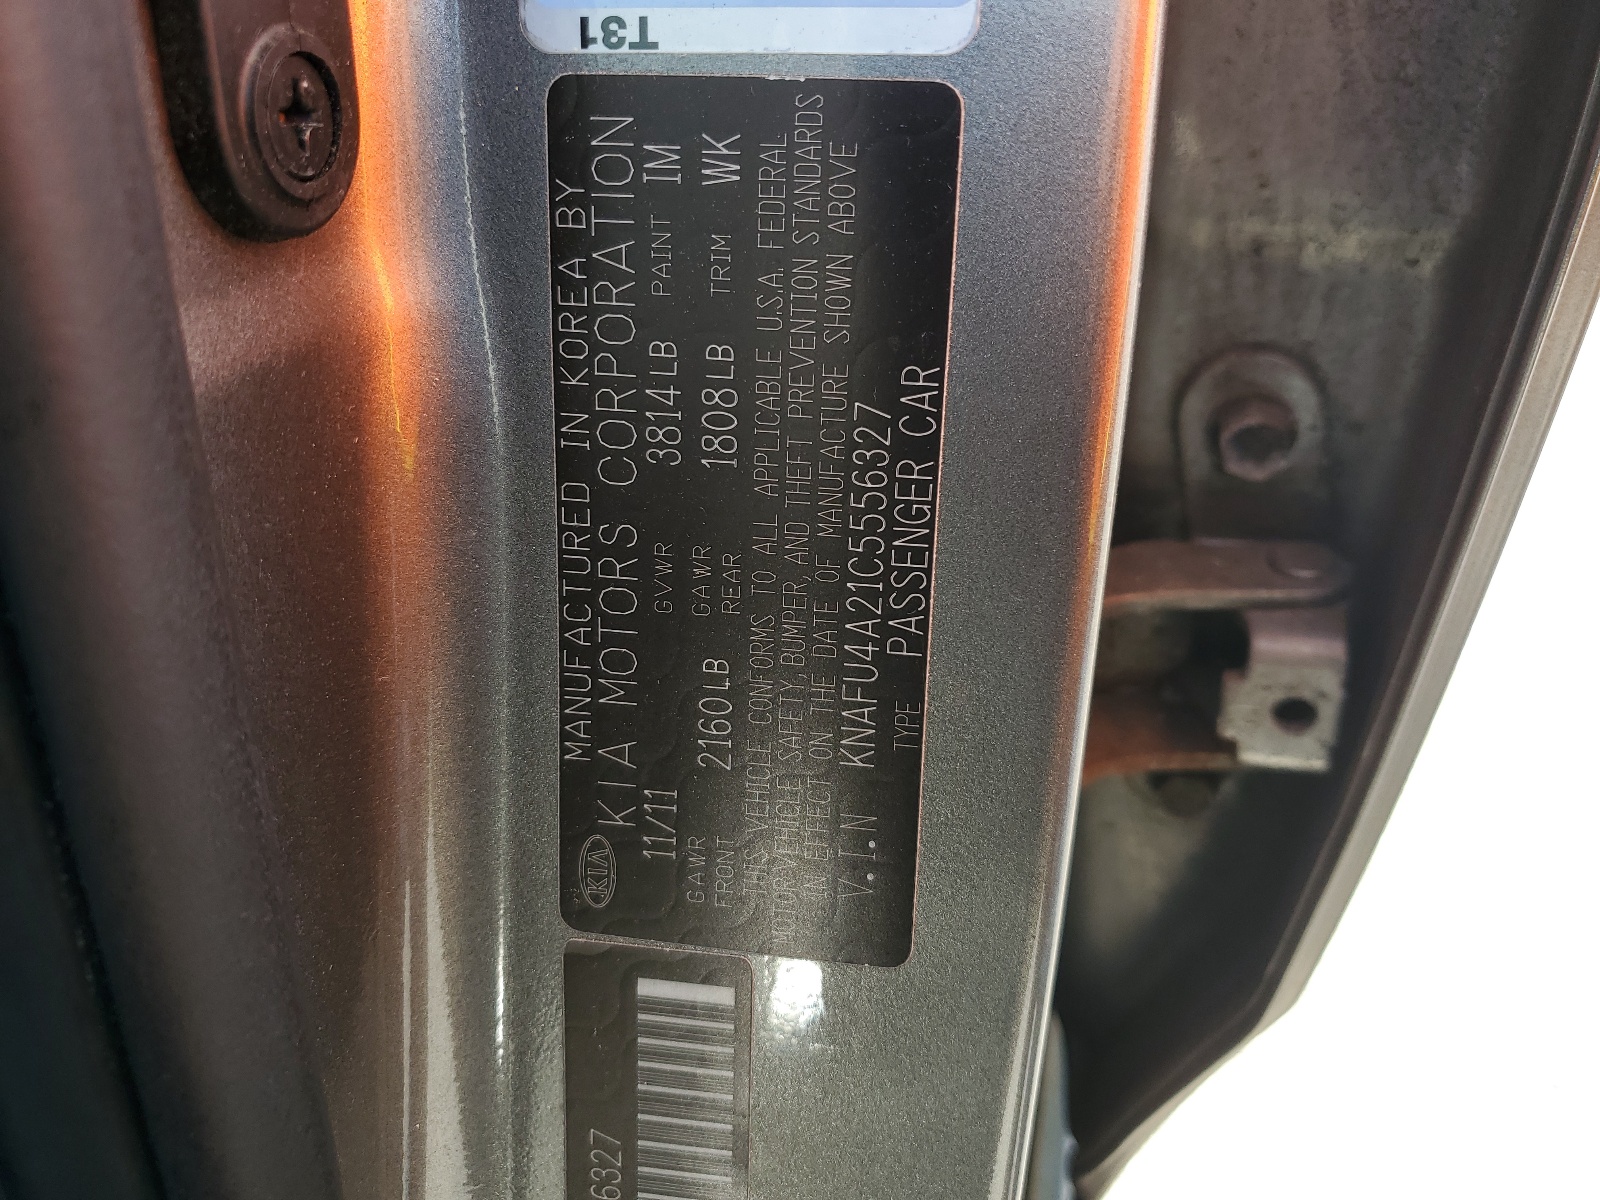 T31
MANUFACTURED IN KOREA BY
KIA KIA MOTORS CORPORATION
11/11 GVWR 3814LB PAINT IM
GAWR FRONT 2160LB GAWR REAR 1808LB TRIM WK
THIS VEHICLE CONFORMS TO ALL APPLICABLE U.S.A. FEDERAL
MOTOR VEHICLE SAFETY, BUMPER, AND THEFT PREVENTION STANDARDS
IN EFFECT ON THE DATE OF MANUFACTURE SHOWN ABOVE
V.I.N KNAFU4A21C5556327
TYPE PASSENGER CAR
6327